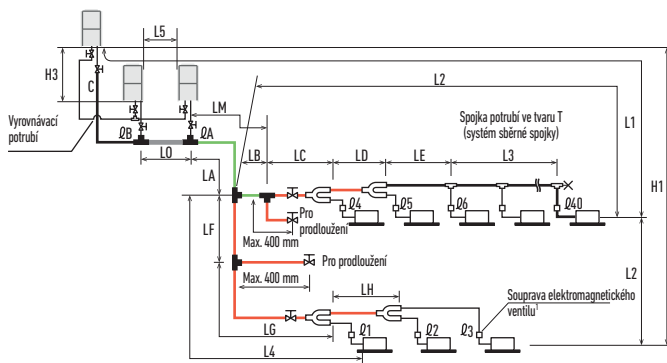 L5
L2
H3
C
LM
L1
Vyrovnávací
potrubí
Spojka potrubí ve tvaru T
(systém sběrné spojky)
H1
ℓB
ℓA
L0
LB
LC
LD
LE
L3
LA
ℓ4
ℓ5
ℓ6
ℓ40
Pro
prodloužení
Max. 400 mm
LF
Pro prodloužení
Max. 400 mm
L2
LH
Souprava elektromagnetického
ventilu¹
LG
ℓ1
ℓ2
ℓ3
L4